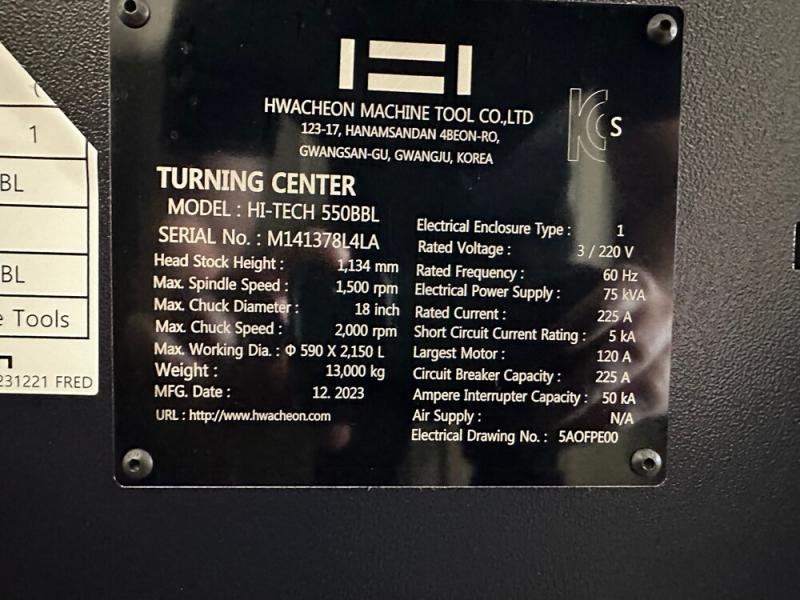 1
BL
BL
e Tools
231221 FRED
HWACHEON MACHINE TOOL CO.,LTD
123-17, HANAMSANDAN 4BEON-RO,
GWANGSAN-GU, GWANGJU, KOREA
S
TURNING CENTER
MODEL : HI-TECH 550BBL
SERIAL No. : M141378L4LA
Head Stock Height : 1,134 mm
Max. Spindle Speed : 1,500 rpm
Max. Chuck Diameter : 18 inch
Max. Chuck Speed : 2,000 rpm
Max. Working Dia. : Φ 590 X 2,150 L
Weight : 13,000 kg
MFG. Date : 12. 2023
URL : http://www.hwacheon.com
Electrical Enclosure Type : 1
Rated Voltage : 3 / 220 V
Rated Frequency : 60 Hz
Electrical Power Supply : 75 kVA
Rated Current : 225 A
Short Circuit Current Rating : 5 kA
Largest Motor : 120 A
Circuit Breaker Capacity : 225 A
Ampere Interrupter Capacity : 50 kA
Air Supply : N/A
Electrical Drawing No. : 5AOFPE00